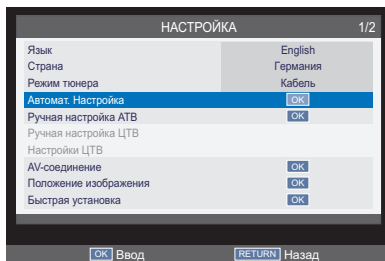 НАСТРОЙКА 1/2
Язык English
Страна Германия
Режим тюнера Кабель
Автомат. Настройка OK
Ручная настройка АТВ OK
Ручная настройка ЦТВ
Настройки ЦТВ
AV-соединение OK
Положение изображения OK
Быстрая установка OK
OK Ввод RETURN Назад